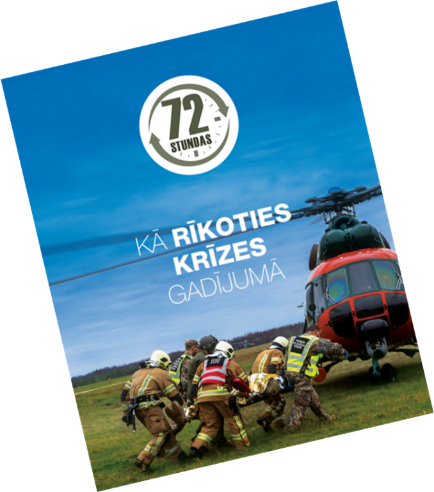 72
STUNDAS
KĀ RĪKOTIES
KRĪZES
GADĪJUMĀ